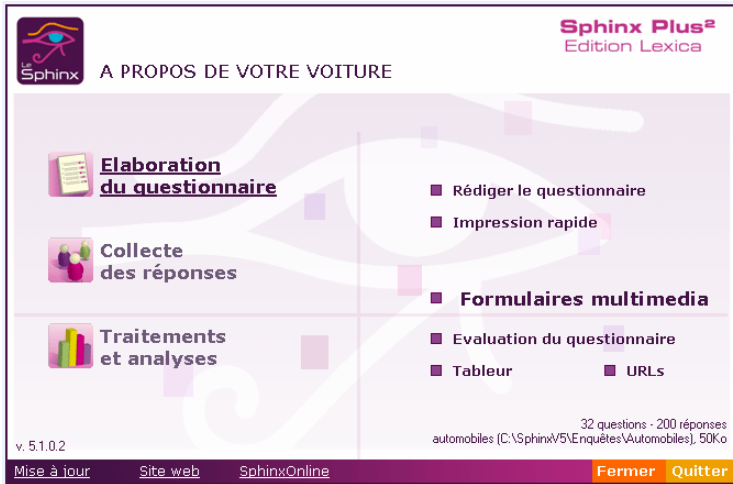 Le
Sphinx
A PROPOS DE VOTRE VOITURE
Sphinx Plus²
Edition Lexica
Elaboration
du questionnaire
Collecte
des réponses
Traitements
et analyses
Rédiger le questionnaire
Impression rapide
Formulaires multimedia
Evaluation du questionnaire
Tableur URLs
32 questions - 200 réponses
automobiles (C:\SphinxV5\Enquêtes\Automobiles), 50Ko
v. 5.1.0.2
Mise à jour Site web SphinxOnline Fermer Quitter